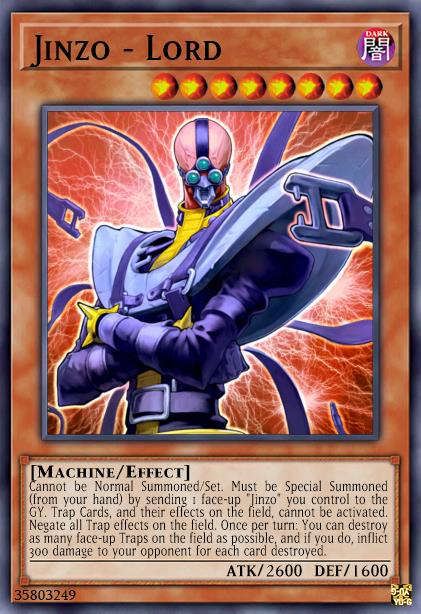 Jinzo - Lord
DARK
闇
[Machine/Effect]
Cannot be Normal Summoned/Set. Must be Special Summoned
(from your hand) by sending 1 face-up "Jinzo" you control to the
GY. Trap Cards, and their effects on the field, cannot be activated.
Negate all Trap effects on the field. Once per turn: You can destroy
as many face-up Traps on the field as possible, and if you do, inflict
300 damage to your opponent for each card destroyed.
ATK/2600 DEF/1600
35803249